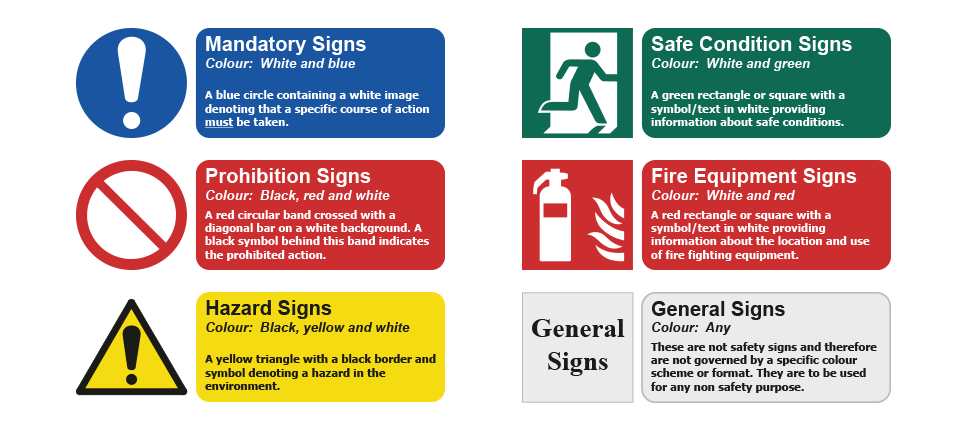 Mandatory Signs
Colour:  White and blue
A blue circle containing a white image
denoting that a specific course of action
must be taken.
Safe Condition Signs
Colour:  White and green
A green rectangle or square with a
symbol/text in white providing
information about safe conditions.
Prohibition Signs
Colour:  Black, red and white
A red circular band crossed with a
diagonal bar on a white background. A
black symbol behind this band indicates
the prohibited action.
Fire Equipment Signs
Colour:  White and red
A red rectangle or square with a
symbol/text in white providing
information about the location and use
of fire fighting equipment.
Hazard Signs
Colour:  Black, yellow and white
A yellow triangle with a black border and
symbol denoting a hazard in the
environment.
General
Signs
General Signs
Colour:  Any
These are not safety signs and therefore
are not governed by a specific colour
scheme or format. They are to be used
for any non safety purpose.